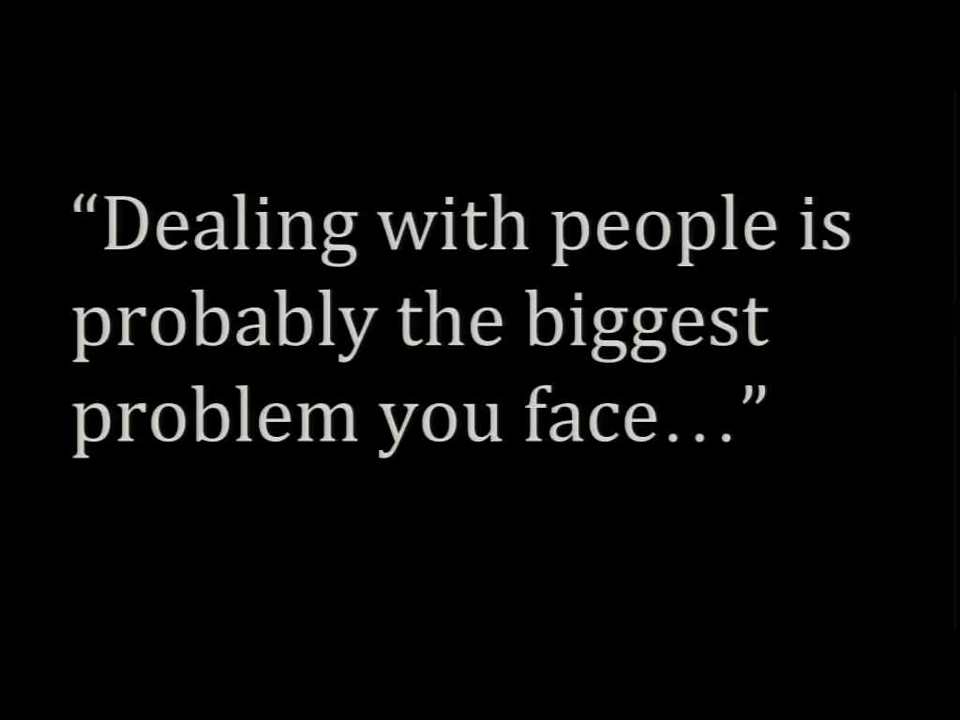 “Dealing with people is
probably the biggest
problem you face…”